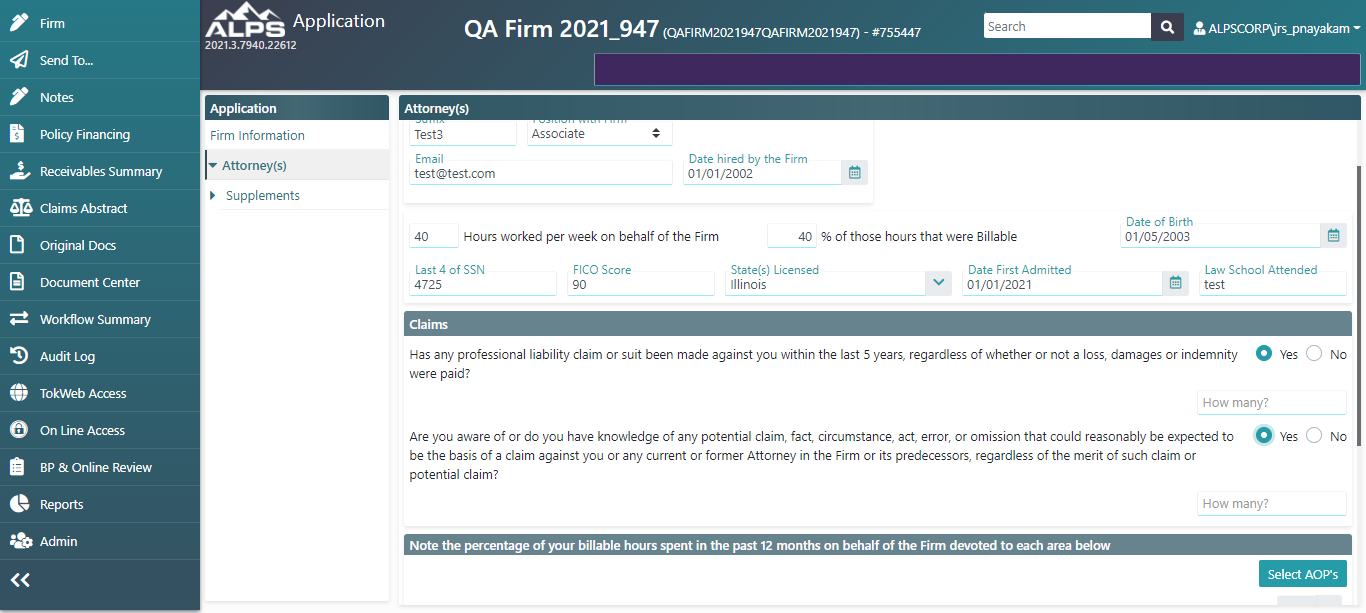 Firm
Send To...
Notes
Policy Financing
Receivables Summary
Claims Abstract
Original Docs
Document Center
Workflow Summary
Audit Log
TokWeb Access
On Line Access
BP & Online Review
Reports
Admin
ALPS Application
2021.3.7940.22612
QA Firm 2021_947 (QAFIRM2021947QAFIRM2021947) - #755447
Search
ALPSCORP\jrs_pnayakam
Application
Firm Information
Attorney(s)
Supplements
Attorney(s)
Suffix Position with Firm
Test3 Associate
Email Date hired by the Firm
test@test.com 01/01/2002
Date of Birth
40 Hours worked per week on behalf of the Firm 40 % of those hours that were Billable 01/05/2003
Last 4 of SSN FICO Score State(s) Licensed Date First Admitted Law School Attended
4725 90 Illinois 01/01/2021 test
Claims
Has any professional liability claim or suit been made against you within the last 5 years, regardless of whether or not a loss, damages or indemnity Yes No
were paid?
How many?
Are you aware of or do you have knowledge of any potential claim, fact, circumstance, act, error, or omission that could reasonably be expected to Yes No
be the basis of a claim against you or any current or former Attorney in the Firm or its predecessors, regardless of the merit of such claim or
potential claim?
How many?
Note the percentage of your billable hours spent in the past 12 months on behalf of the Firm devoted to each area below
Select AOP's